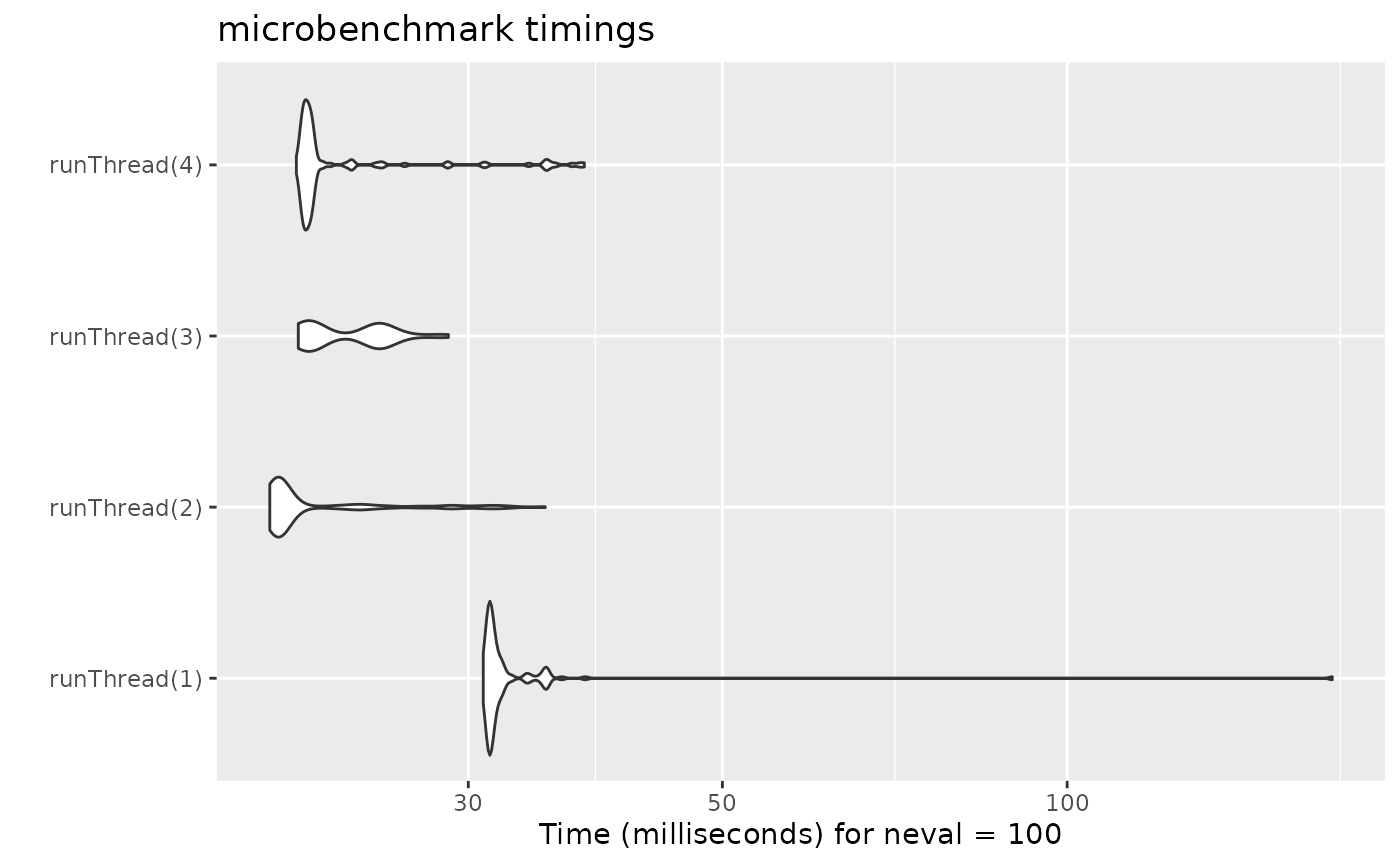 microbenchmark timings
runThread(4)
runThread(3)
runThread(2)
runThread(1)
30 50 100
Time (milliseconds) for neval = 100